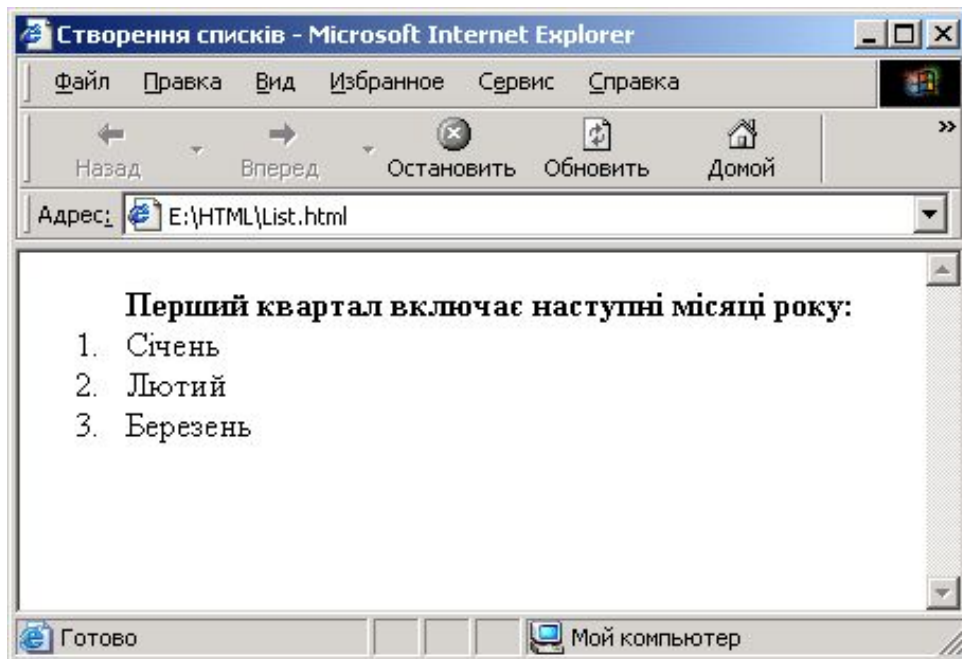 Створення списків - Microsoft Internet Explorer
Файл Правка Вид Избранное Сервис Справка
Назад Вперед Остановить Обновить Домой »
Адрес: E:\HTML\List.html
Перший квартал включає наступні місяці року:
1. Січень
2. Лютий
3. Березень
Готово Мой компьютер